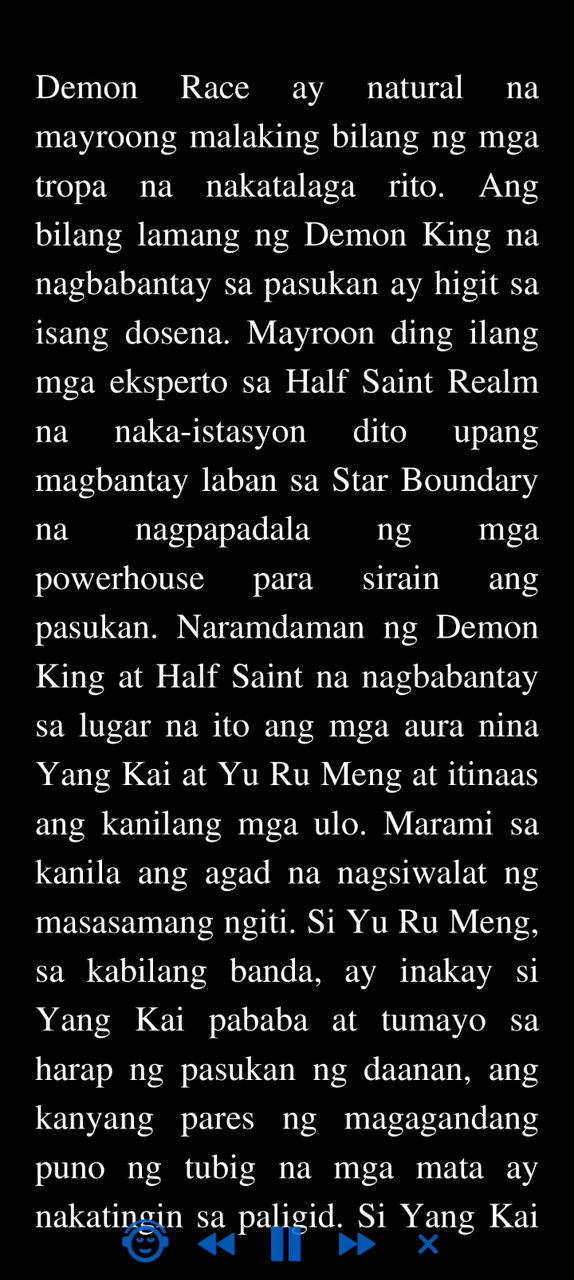 Demon Race ay natural na
mayroong malaking bilang ng mga
tropa na nakatalaga rito. Ang
bilang lamang ng Demon King na
nagbabantay sa pasukan ay higit sa
isang dosena. Mayroon ding ilang
mga eksperto sa Half Saint Realm
na naka-istasyon dito upang
magbantay laban sa Star Boundary
na nagpapadala ng mga
powerhouse para sirain ang
pasukan. Naramdaman ng Demon
King at Half Saint na nagbabantay
sa lugar na ito ang mga aura nina
Yang Kai at Yu Ru Meng at itinaas
ang kanilang mga ulo. Marami sa
kanila ang agad na nagsiwalat ng
masasamang ngiti. Si Yu Ru Meng,
sa kabilang banda, ay inakay si
Yang Kai pababa at tumayo sa
harap ng pasukan ng daanan, ang
kanyang pares ng magagandang
puno ng tubig na mga mata ay
nakatingin sa paligid. Si Yang Kai